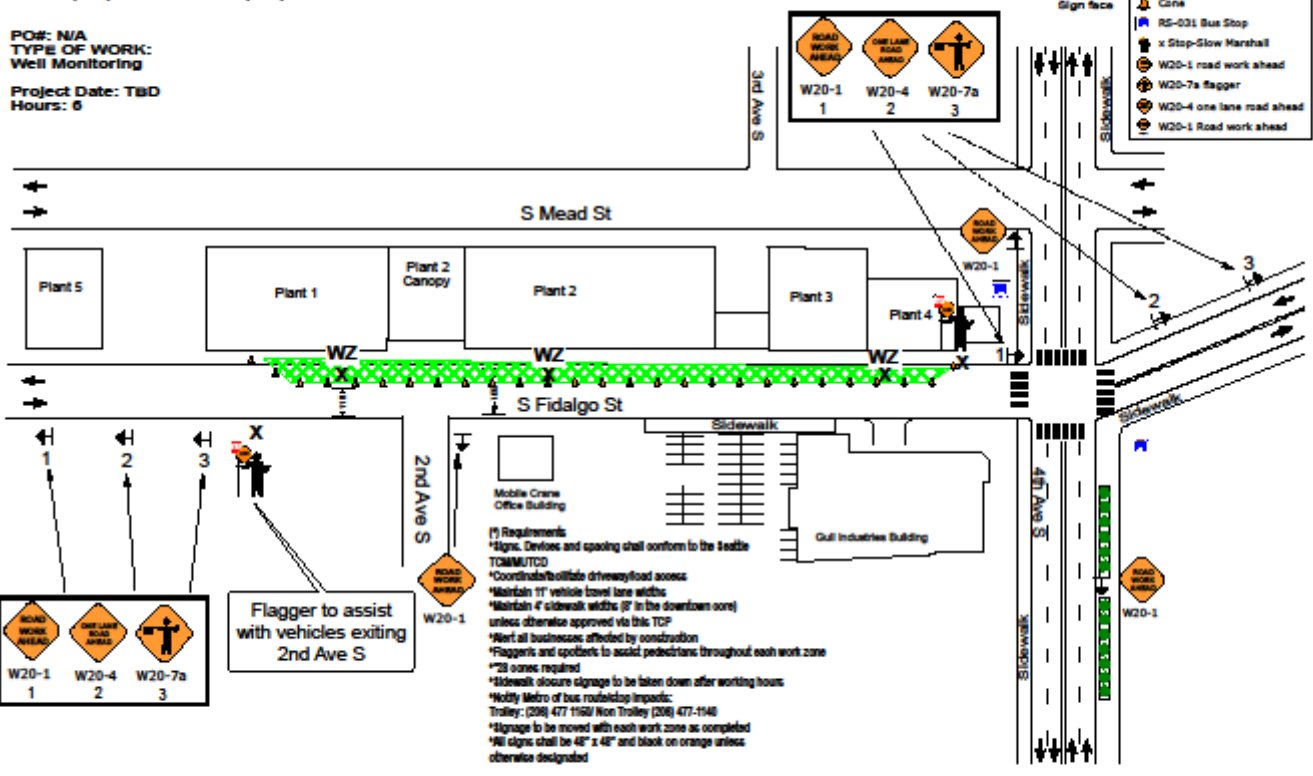 PO#: N/A
TYPE OF WORK:
Well Monitoring
Project Date: TBD
Hours: 6
Sign face
Cone
RS-031 Bus Stop
x Stop-Slow Marshall
W20-1 road work ahead
W20-7a flagger
W20-4 one lane road ahead
W20-1 Road work ahead
ROAD WORK AHEAD
ONE LANE ROAD AHEAD
W20-1
W20-4
W20-7a
1
2
3
3rd Ave S
Sidewalk
S Mead St
ROAD WORK AHEAD
W20-1
Sidewalk
3
2
Plant 5
Plant 1
Plant 2
Canopy
Plant 2
Plant 3
Plant 4
1
X
WZ
X
WZ
X
WZ
X
S Fidalgo St
Sidewalk
Sidewalk
1
2
3
X
2nd Ave S
Mobile Crane
Office Building
Gull Industries Building
4th Ave S
Sidewalk
(*) Requirements
*Signs, Devices and spacing shall conform to the Seattle
TCM/MUTCD
*Coordinate/facilitate driveway/load access
*Maintain 11' vehicle travel lane widths
*Maintain 4' sidewalk widths (8' in the downtown core)
unless otherwise approved via this TCP
*Alert all businesses affected by construction
*Flaggers and spotters to assist pedestrians throughout each work zone
cones required
*Sidewalk closure signage to be taken down after working hours
*Notify Metro of bus route/stop impacts:
Trolley: (206) 477 Non Trolley (206) 477-1140
*Signage to be moved with each work zone as completed
*All signs shall be 48" x 48" and black on orange unless
otherwise designated
Flagger to assist
with vehicles exiting
2nd Ave S
ROAD WORK AHEAD
W20-1
ROAD WORK AHEAD
W20-1
ROAD WORK AHEAD
ONE LANE ROAD AHEAD
W20-1
W20-4
W20-7a
1
2
3